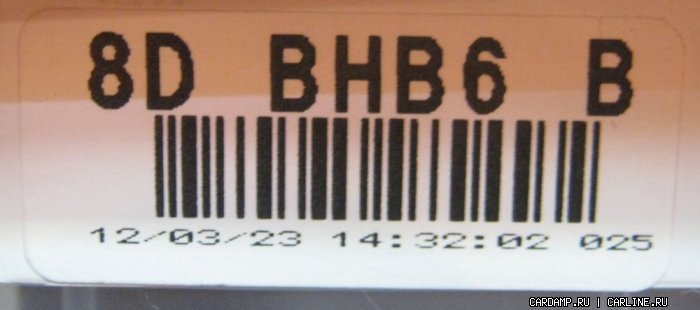 8D BHB6 B
12/03/23 14:32:02 025
CARDAMP.RU | CARLINE.RU